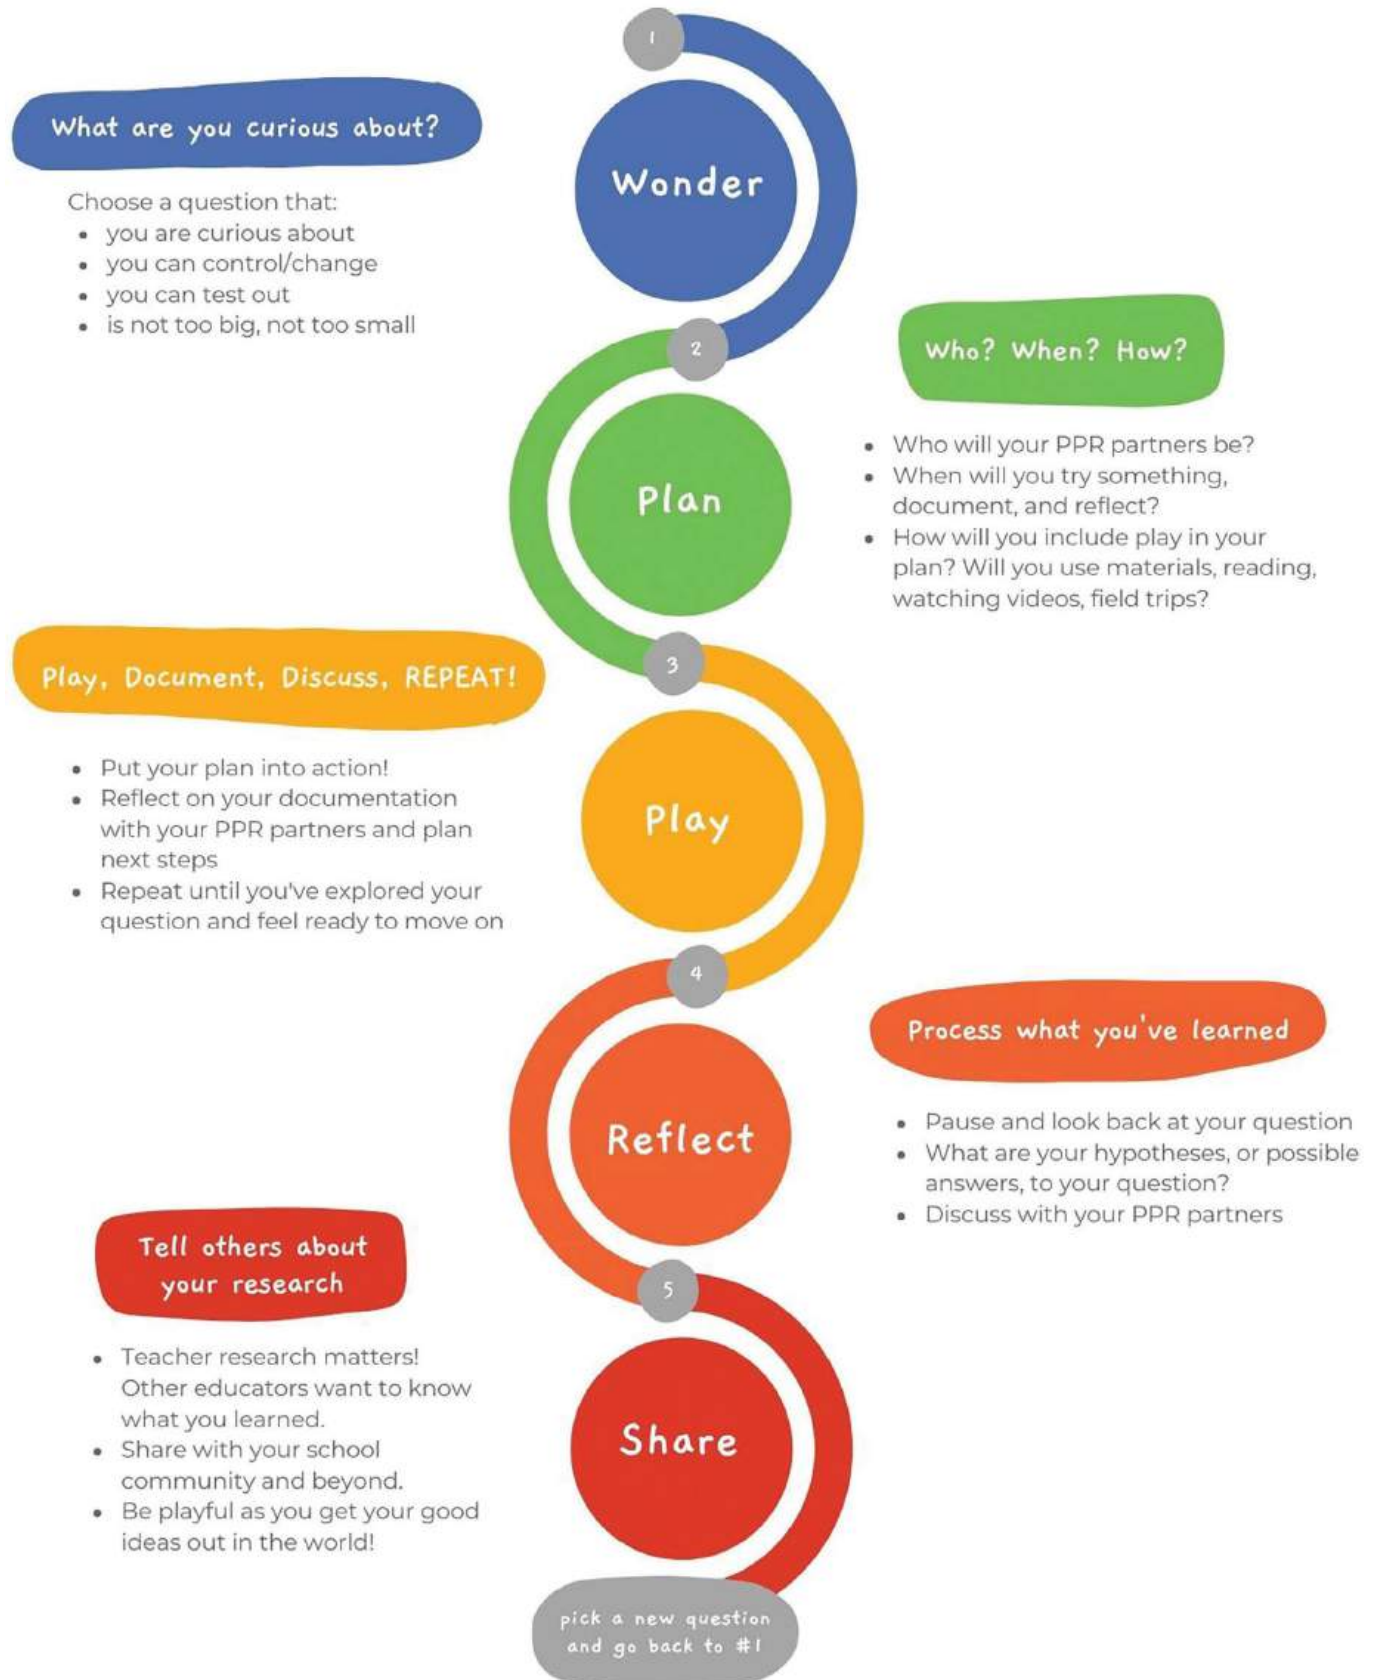 1
What are you curious about?
Wonder
Choose a question that:
• you are curious about
• you can control/change
• you can test out
• is not too big, not too small
2
Who? When? How?
Plan
• Who will your PPR partners be?
• When will you try something,
document, and reflect?
• How will you include play in your
plan? Will you use materials, reading,
watching videos, field trips?
3
Play, Document, Discuss, REPEAT!
Play
• Put your plan into action!
• Reflect on your documentation
with your PPR partners and plan
next steps
• Repeat until you've explored your
question and feel ready to move on
4
Process what you've learned
Reflect
• Pause and look back at your question
• What are your hypotheses, or possible
answers, to your question?
• Discuss with your PPR partners
5
Tell others about
your research
Share
• Teacher research matters!
Other educators want to know
what you learned.
• Share with your school
community and beyond.
• Be playful as you get your good
ideas out in the world!
pick a new question
and go back to #1